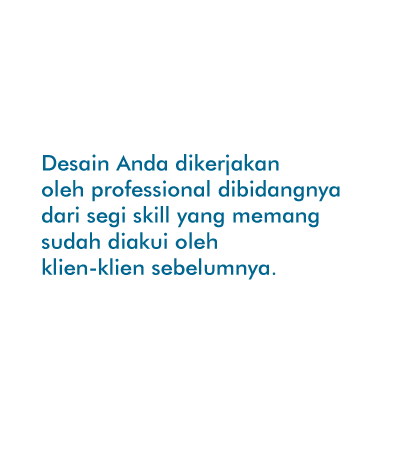 Desain Anda dikerjakan
oleh professional dibidangnya
dari segi skill yang memang
sudah diakui oleh
klien-klien sebelumnya.